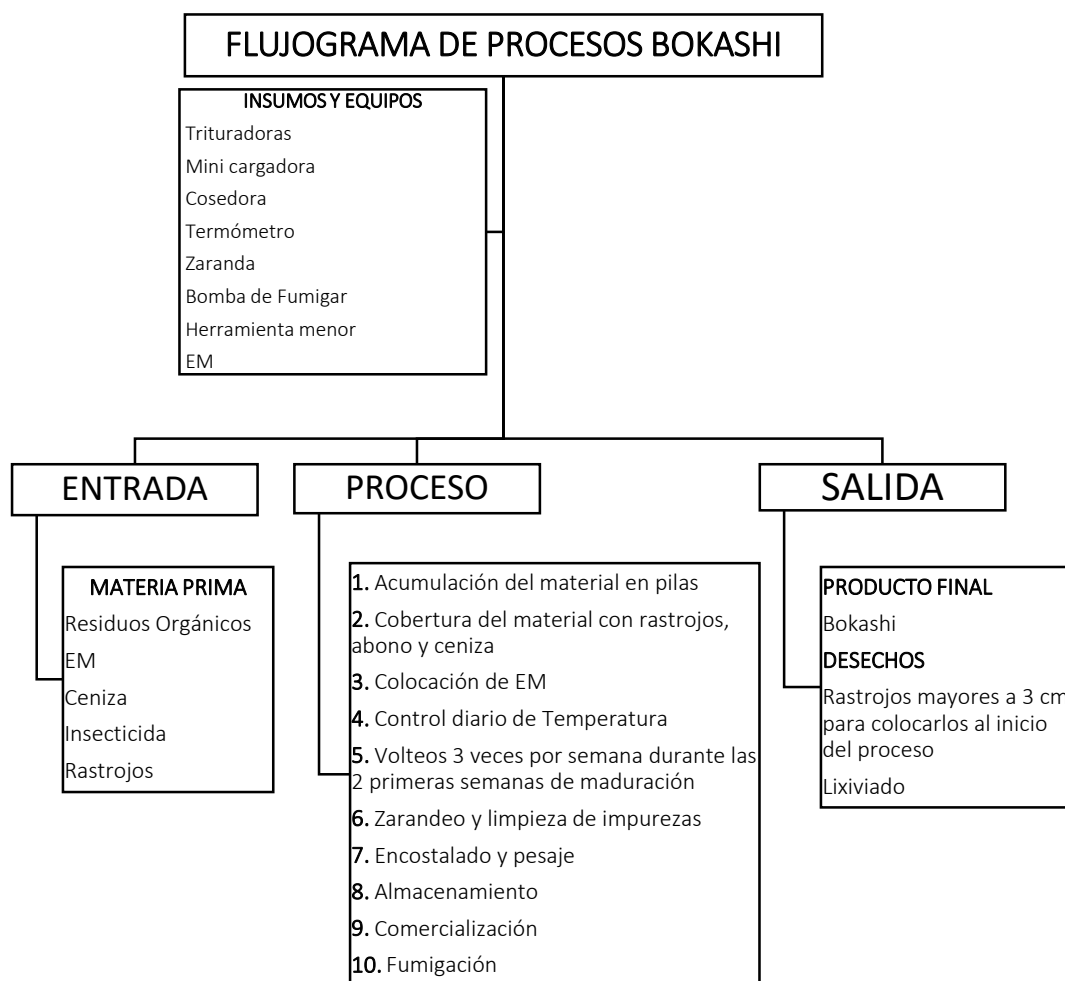 FLUJOGRAMA DE PROCESOS BOKASHI
INSUMOS Y EQUIPOS
Trituradoras
Mini cargadora
Cosedora
Termómetro
Zaranda
Bomba de Fumigar
Herramienta menor
EM
ENTRADA
MATERIA PRIMA
Residuos Orgánicos
EM
Ceniza
Insecticida
Rastrojos
PROCESO
1. Acumulación del material en pilas
2. Cobertura del material con rastrojos,
abono y ceniza
3. Colocación de EM
4. Control diario de Temperatura
5. Volteos 3 veces por semana durante las
2 primeras semanas de maduración
6. Zarandeo y limpieza de impurezas
7. Encostalado y pesaje
8. Almacenamiento
9. Comercialización
10. Fumigación
SALIDA
PRODUCTO FINAL
Bokashi
DESECHOS
Rastrojos mayores a 3 cm
para colocarlos al inicio
del proceso
Lixiviado